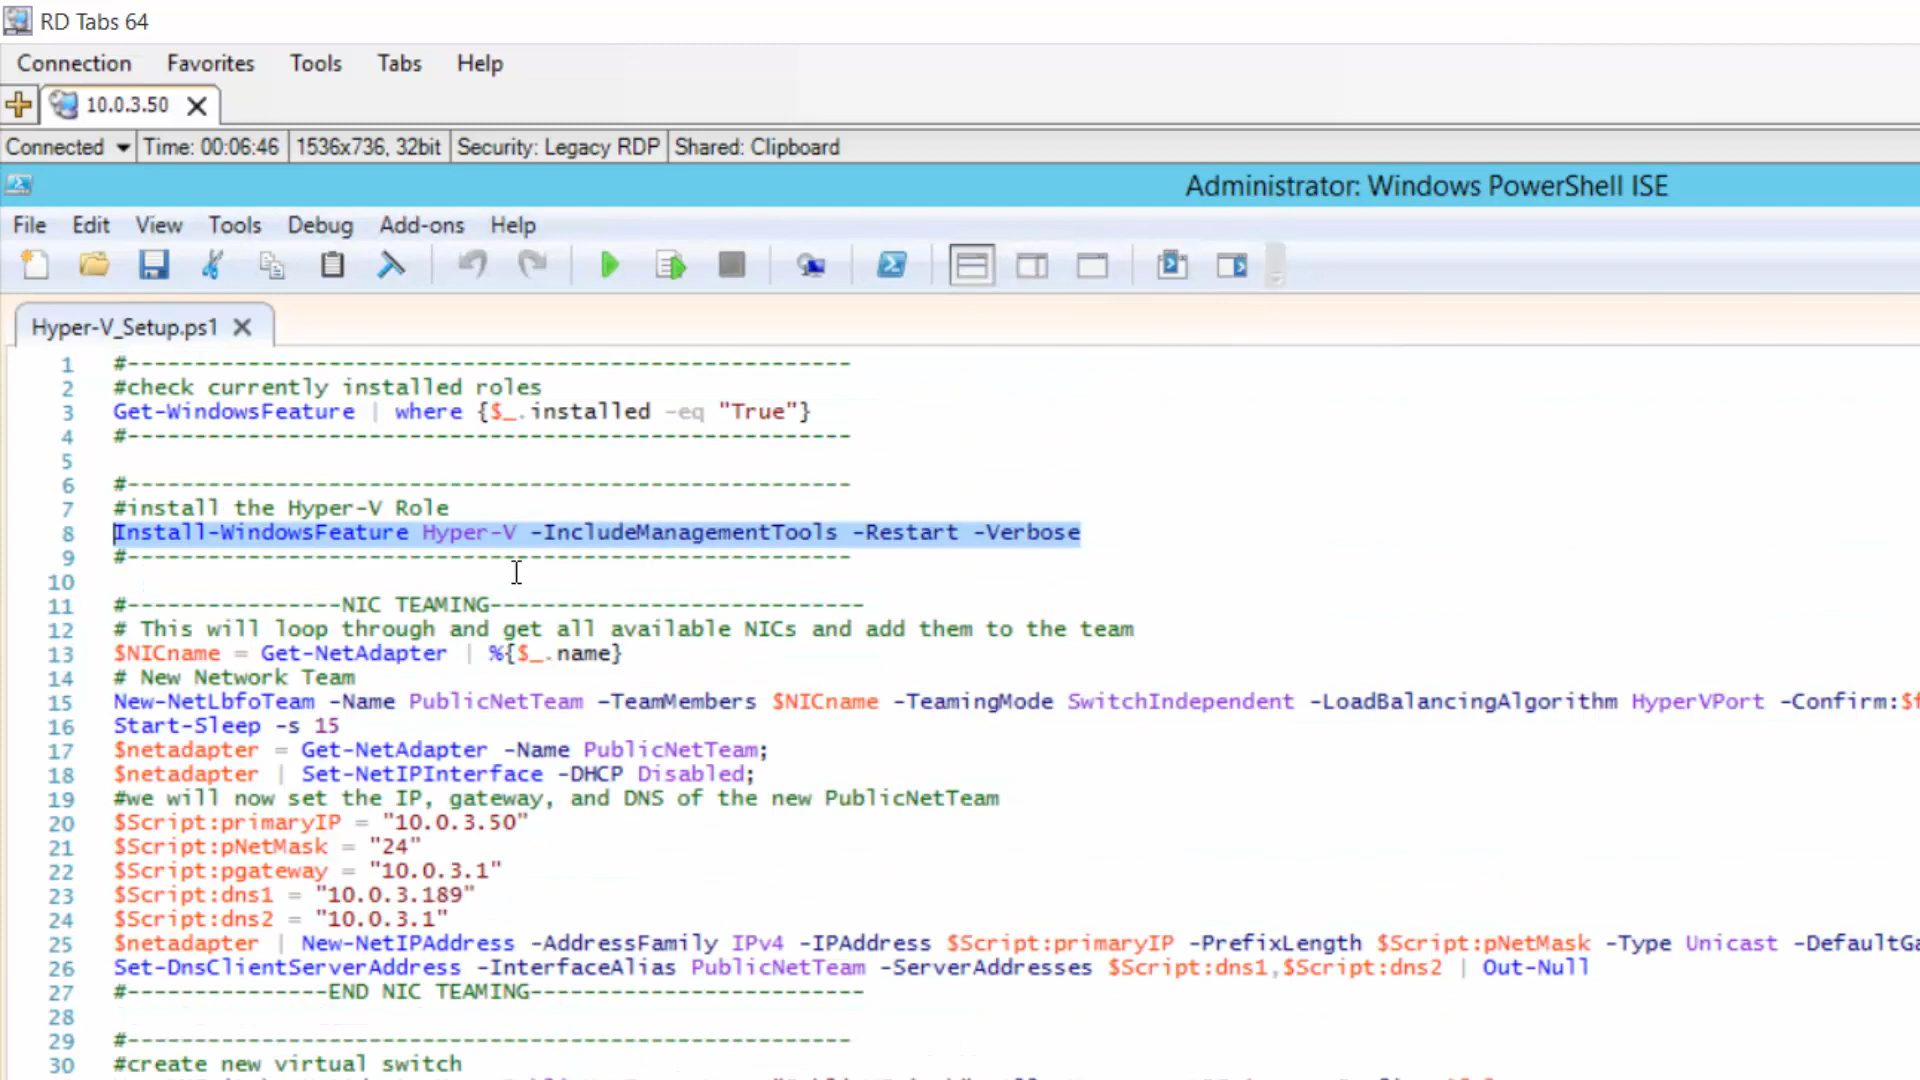 RD Tabs 64
Connection Favorites Tools Tabs Help
10.0.3.50
Connected Time: 00:06:46 1536x736, 32bit Security: Legacy RDP Shared: Clipboard
Administrator: Windows PowerShell ISE
File Edit View Tools Debug Add-ons Help
Hyper-V_Setup.ps1
1 #------------------------------------------------------
2 #check currently installed roles
3 Get-WindowsFeature | where {$_.installed -eq "True"}
4 #------------------------------------------------------
5
6 #------------------------------------------------------
7 #install the Hyper-V Role
8 Install-WindowsFeature Hyper-V -IncludeManagementTools -Restart -Verbose
9 #------------------------------------------------------
10
11 #----------------NIC TEAMING----------------------------
12 # This will loop through and get all available NICs and add them to the team
13 $NICname = Get-NetAdapter | %{$_.name}
14 # New Network Team
15 New-NetLbfoTeam -Name PublicNetTeam -TeamMembers $NICname -TeamingMode SwitchIndependent -LoadBalancingAlgorithm HyperVPort -Confirm:$f
16 Start-Sleep -s 15
17 $netadapter = Get-NetAdapter -Name PublicNetTeam;
18 $netadapter | Set-NetIPInterface -DHCP Disabled;
19 #we will now set the IP, gateway, and DNS of the new PublicNetTeam
20 $Script:primaryIP = "10.0.3.50"
21 $Script:pNetMask = "24"
22 $Script:pgateway = "10.0.3.1"
23 $Script:dns1 = "10.0.3.189"
24 $Script:dns2 = "10.0.3.1"
25 $netadapter | New-NetIPAddress -AddressFamily IPv4 -IPAddress $Script:primaryIP -PrefixLength $Script:pNetMask -Type Unicast -DefaultGa
26 Set-DnsClientServerAddress -InterfaceAlias PublicNetTeam -ServerAddresses $Script:dns1,$Script:dns2 | Out-Null
27 #---------------END NIC TEAMING-------------------------
28
29 #------------------------------------------------------
30 #create new virtual switch